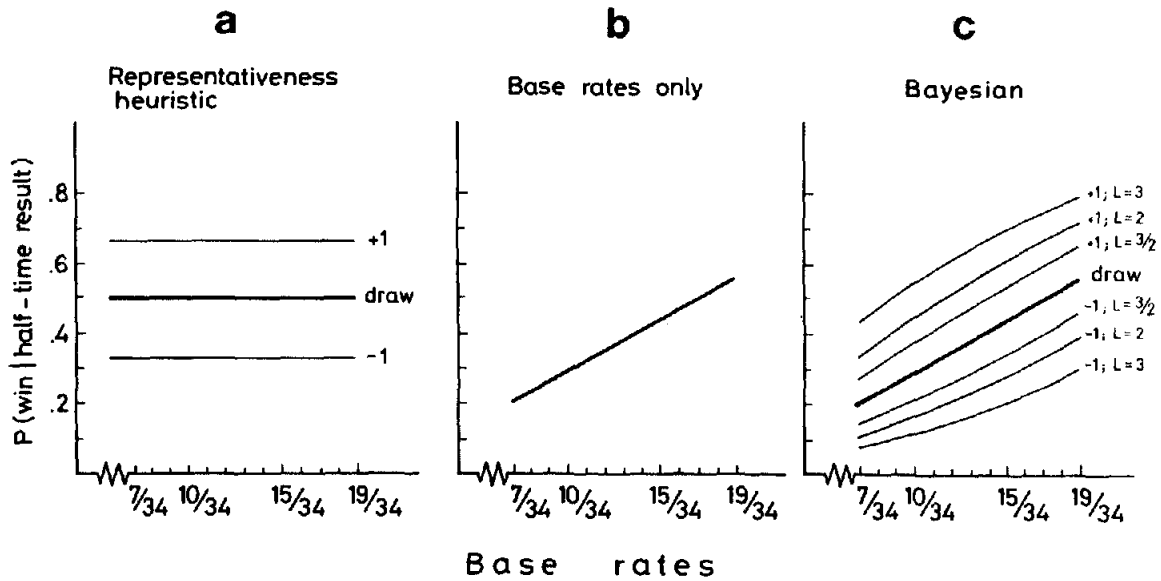 a
b
c
Representativeness
heuristic
Base rates only
Bayesian
P(win|half-time result)
.8
.6
.4
.2
+1
draw
-1
+1; L=3
+1; L=2
+1; L=3/2
draw
-1; L=3/2
-1; L=2
-1; L=3
7/34 10/34 15/34 19/34
7/34 10/34 15/34 19/34
7/34 10/34 15/34 19/34
Base rates